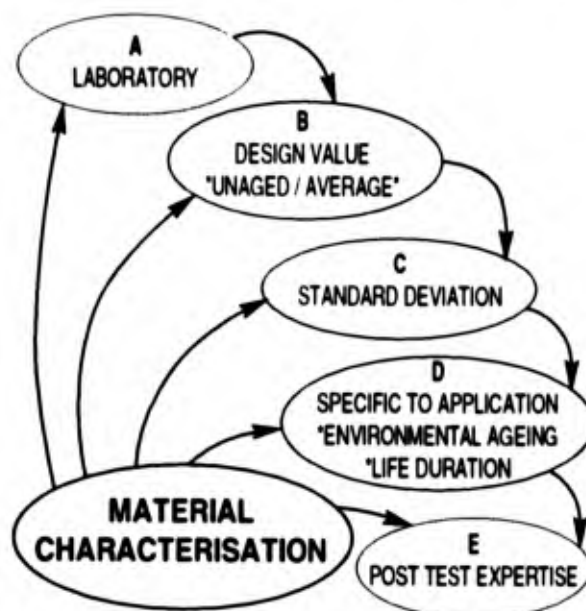 A
LABORATORY
B
DESIGN VALUE
"UNAGED / AVERAGE"
C
STANDARD DEVIATION
D
SPECIFIC TO APPLICATION
*ENVIRONMENTAL AGEING
*LIFE DURATION
MATERIAL
CHARACTERISATION
E
POST TEST EXPERTISE